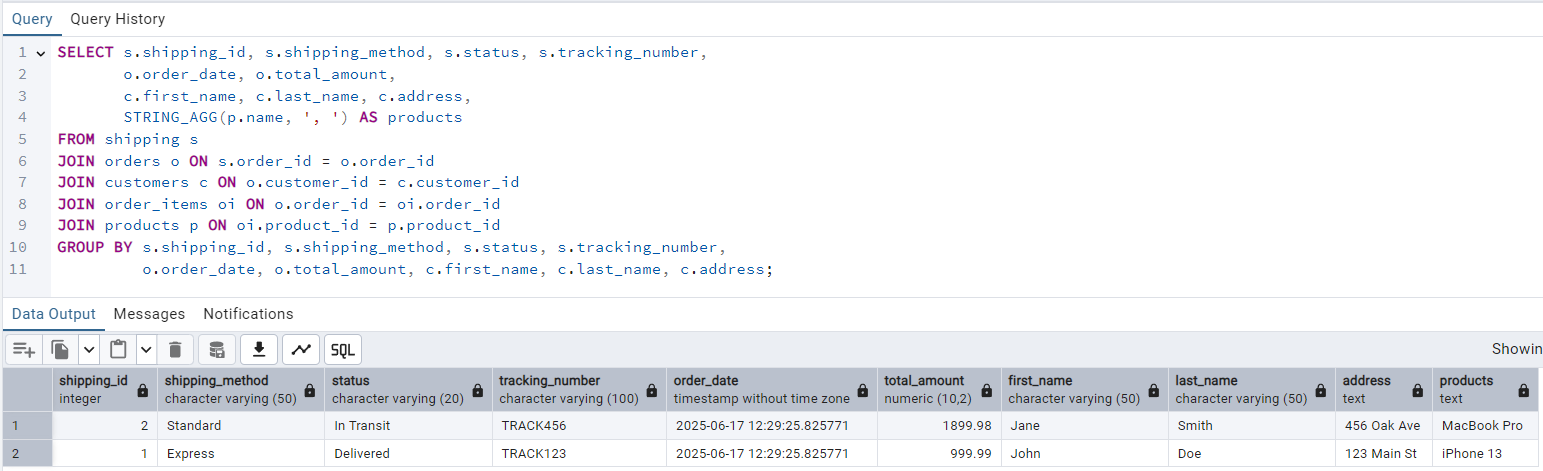 Query Query History
1 SELECT s.shipping_id, s.shipping_method, s.status, s.tracking_number,
2 o.order_date, o.total_amount,
3 c.first_name, c.last_name, c.address,
4 STRING_AGG(p.name, ', ') AS products
5 FROM shipping s
6 JOIN orders o ON s.order_id = o.order_id
7 JOIN customers c ON o.customer_id = c.customer_id
8 JOIN order_items oi ON o.order_id = oi.order_id
9 JOIN products p ON oi.product_id = p.product_id
10 GROUP BY s.shipping_id, s.shipping_method, s.status, s.tracking_number,
11 o.order_date, o.total_amount, c.first_name, c.last_name, c.address;
Data Output Messages Notifications
SQL Showin
shipping_id shipping_method status tracking_number order_date total_amount first_name last_name address products
integer character varying (50) character varying (20) character varying (100) timestamp without time zone numeric (10,2) character varying (50) character varying (50) text text
1 2 Standard In Transit TRACK456 2025-06-17 12:29:25.825771 1899.98 Jane Smith 456 Oak Ave MacBook Pro
2 1 Express Delivered TRACK123 2025-06-17 12:29:25.825771 999.99 John Doe 123 Main St iPhone 13